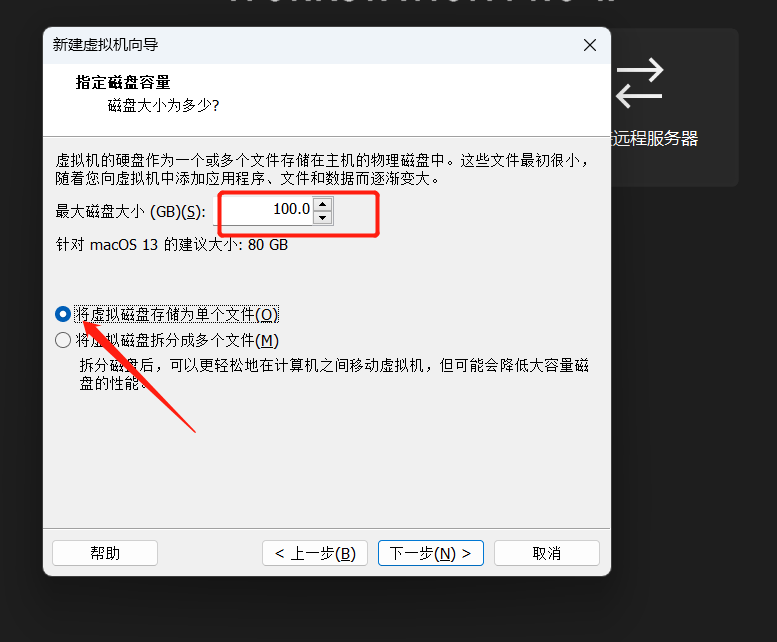 新建虚拟机向导
指定磁盘容量
磁盘大小为多少?
远程服务器
虚拟机的硬盘作为一个或多个文件存储在主机的物理磁盘中。这些文件最初很小，
随着您向虚拟机中添加应用程序、文件和数据而逐渐变大。
最大磁盘大小 (GB)(S): 100.0
针对 macOS 13 的建议大小: 80 GB
将虚拟磁盘存储为单个文件(O)
将虚拟磁盘拆分成多个文件(M)
拆分磁盘后，可以更轻松地在计算机之间移动虚拟机，但可能会降低大容量磁
盘的性能。
帮助 < 上一步(B) 下一步(N) > 取消